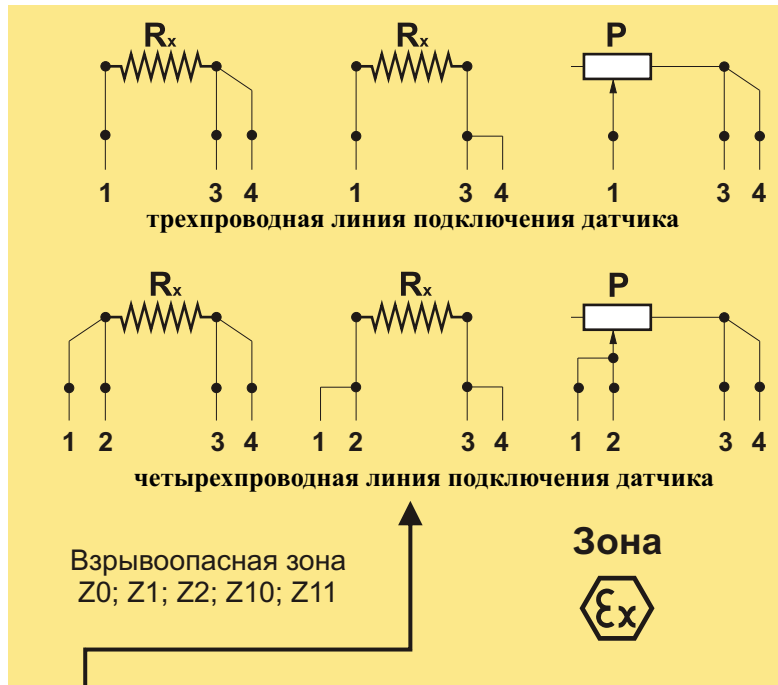 Rx Rx P
1 3 4 1 3 4 1 3 4
трехпроводная линия подключения датчика
Rx Rx P
1 2 3 4 1 2 3 4 1 2 3 4
четырехпроводная линия подключения датчика
Взрывоопасная зона
Z0; Z1; Z2; Z10; Z11
Зона
Ex